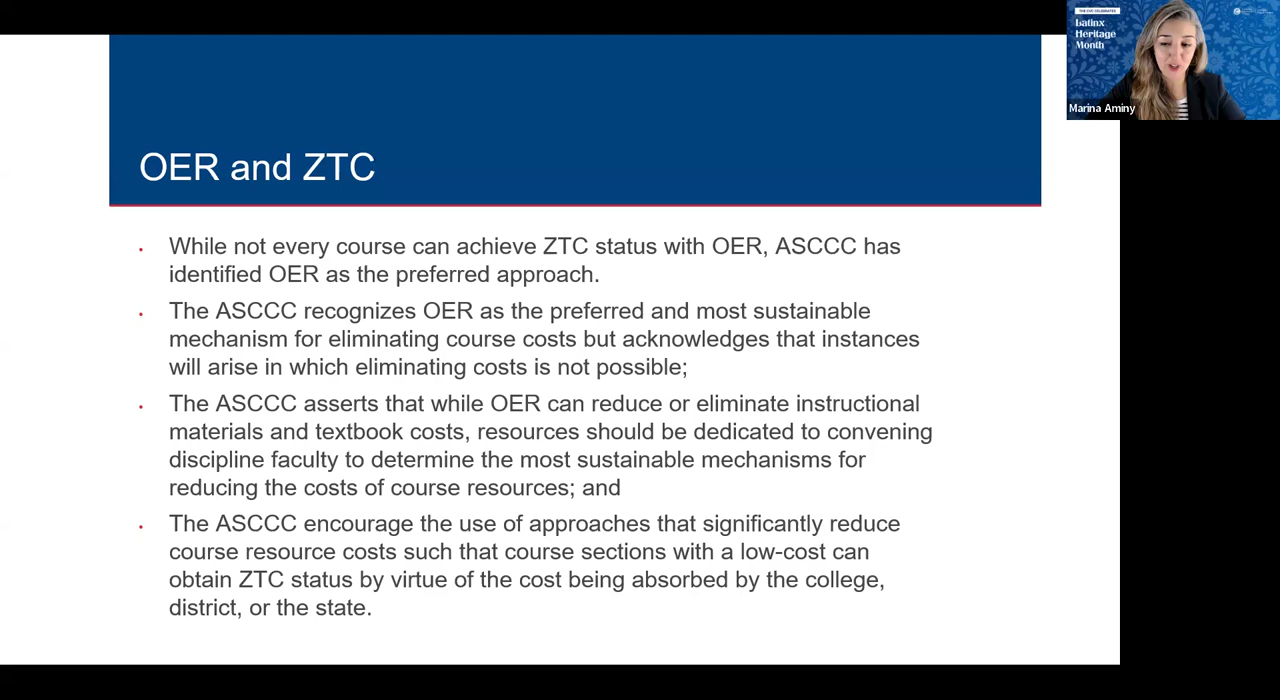 THE CVC CELEBRATES
Latinx
Heritage
Month
Marina Aminy
OER and ZTC
• While not every course can achieve ZTC status with OER, ASCCC has
identified OER as the preferred approach.
• The ASCCC recognizes OER as the preferred and most sustainable
mechanism for eliminating course costs but acknowledges that instances
will arise in which eliminating costs is not possible;
• The ASCCC asserts that while OER can reduce or eliminate instructional
materials and textbook costs, resources should be dedicated to convening
discipline faculty to determine the most sustainable mechanisms for
reducing the costs of course resources; and
• The ASCCC encourage the use of approaches that significantly reduce
course resource costs such that course sections with a low-cost can
obtain ZTC status by virtue of the cost being absorbed by the college,
district, or the state.